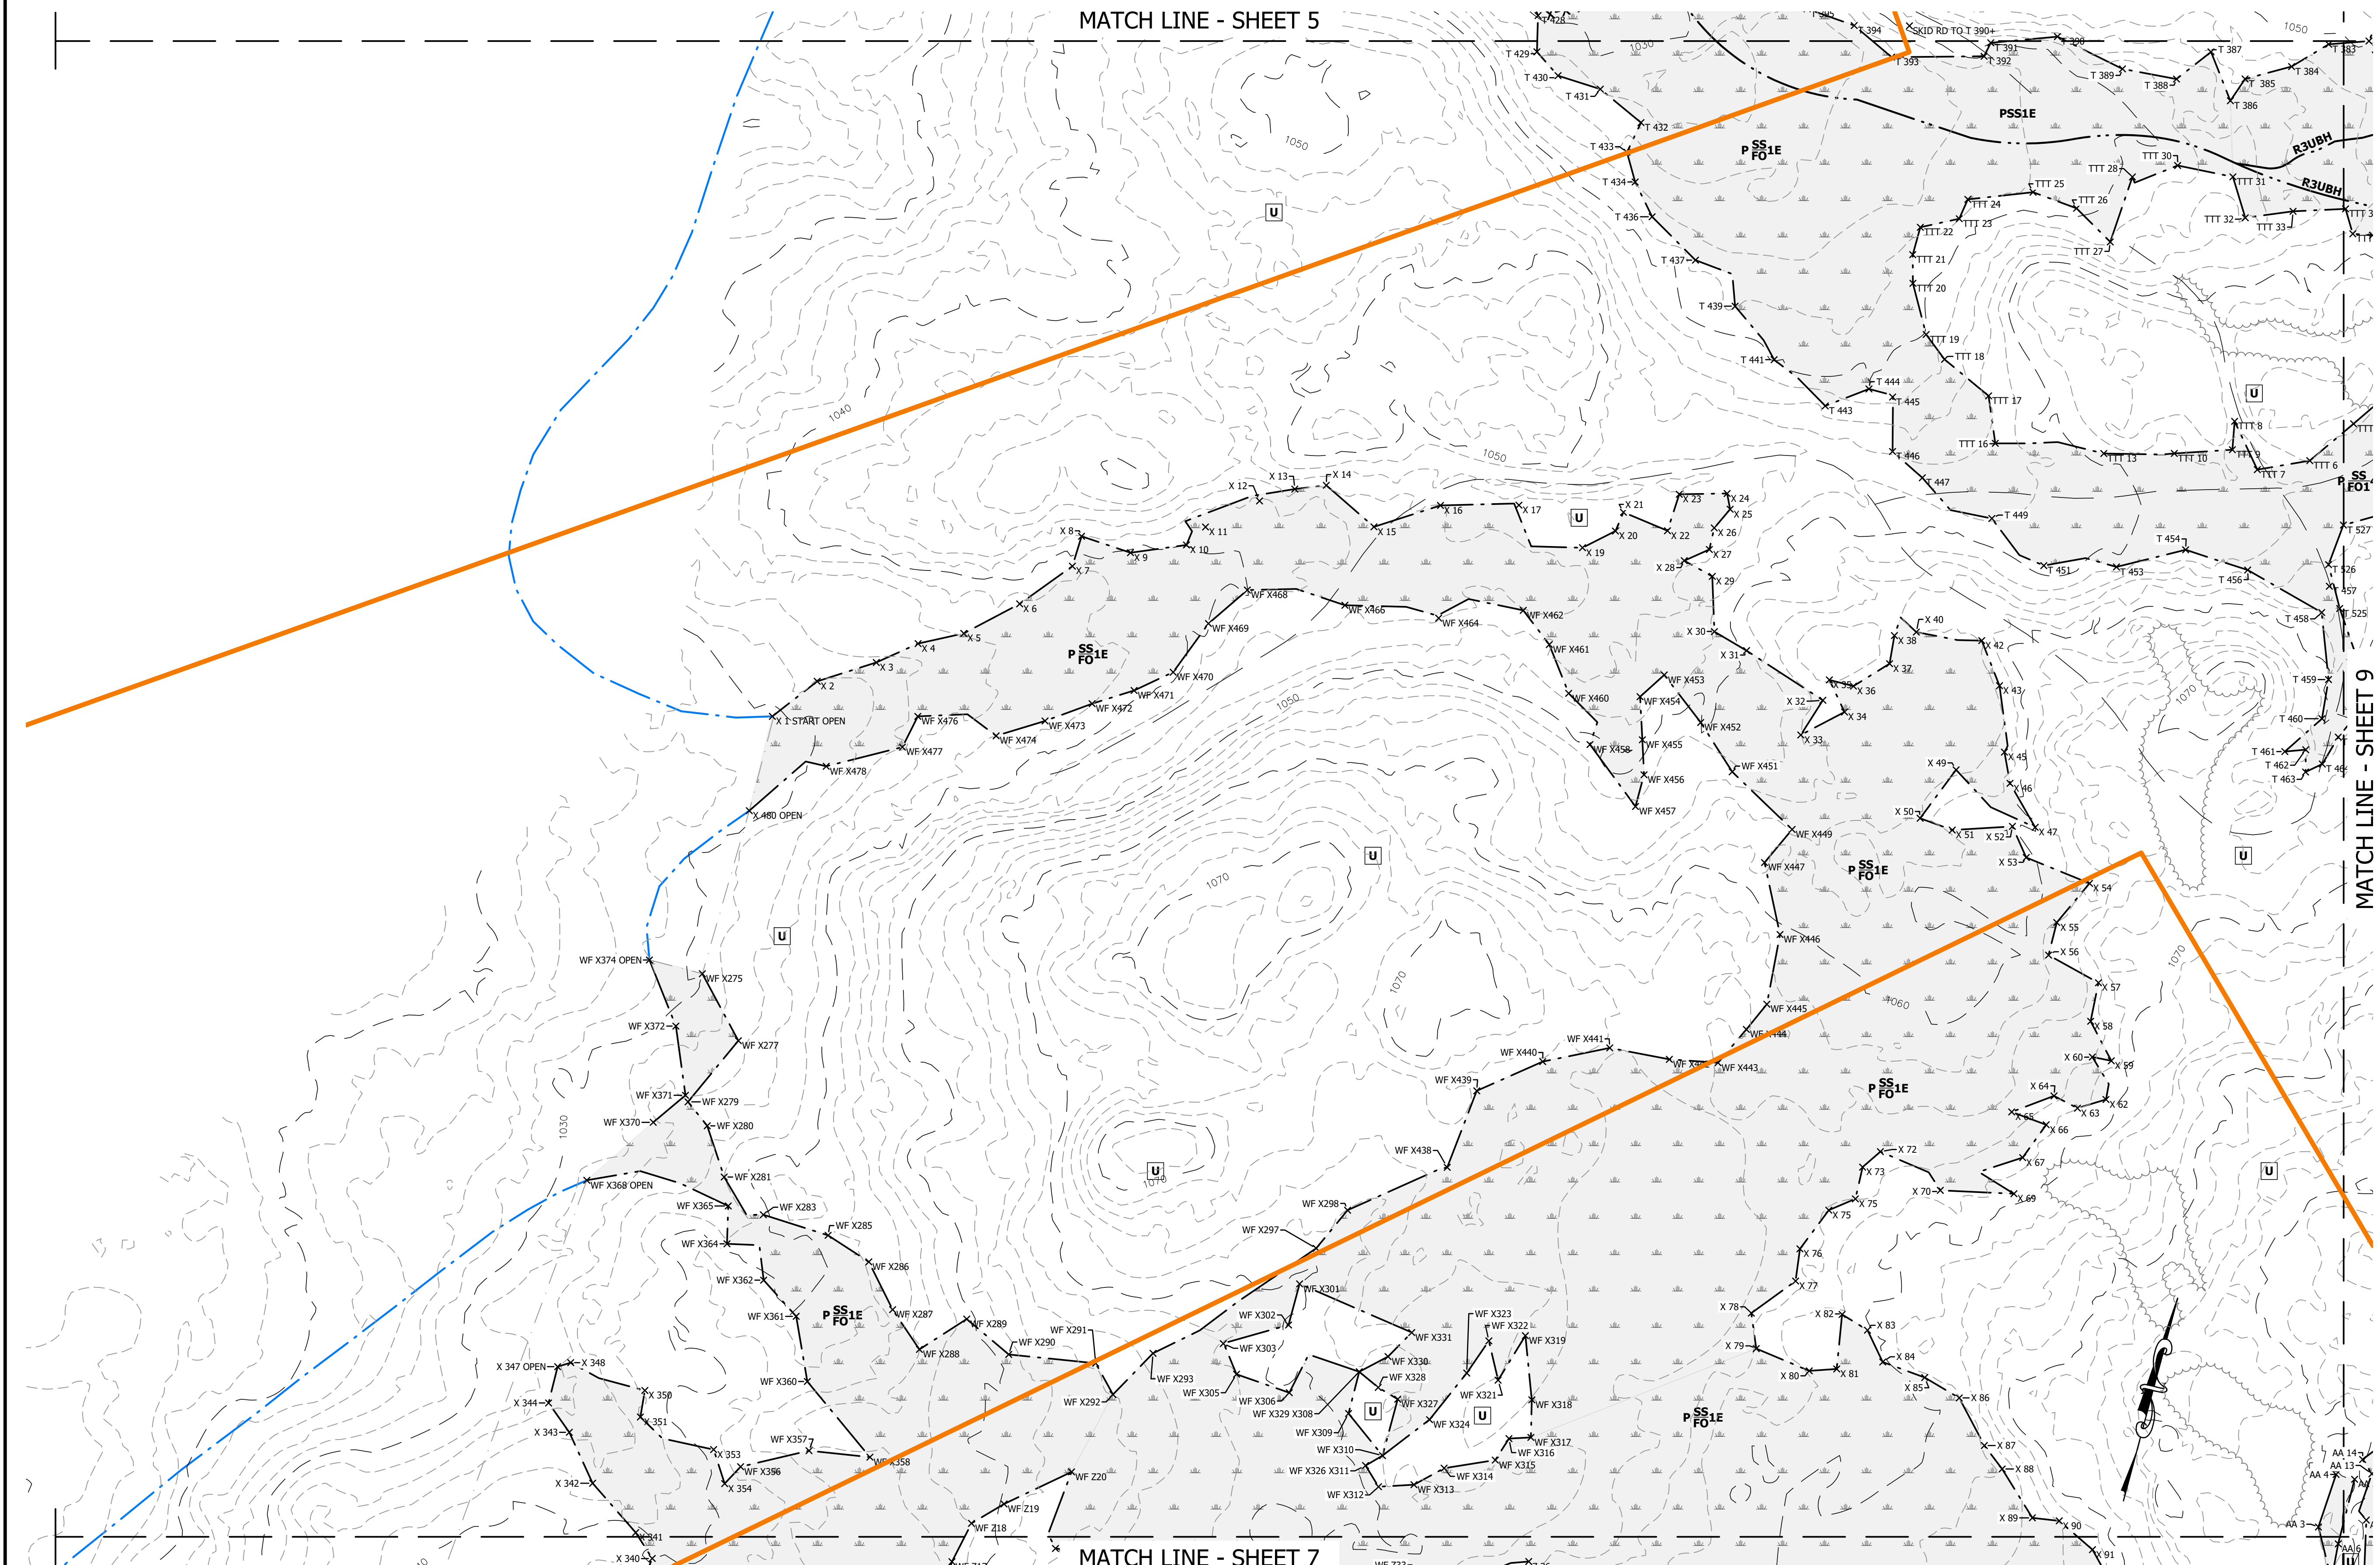 MATCH LINE - SHEET 5
T 428
T 429
T 430
T 431
T 432
T 433
T 434
T 436
T 437
T 439
T 441
T 443
T 444
T 445
T 446
T 447
T 449
T 451
T 453
T 454
T 456
T 458
T 459
T 460
T 461
T 462
T 463
T 394
SKID RD TO T 390+
T 393
T 391
T 392
T 390
T 389
T 388
T 387
T 386
T 385
T 384
T 383
1050
1030
1050
PSS1E
P SS 1E
FO
R3UBH
R3UBH
TTT 30
TTT 28
TTT 31
TTT 32
TTT 33
TTT 25
TTT 26
TTT 27
TTT 24
TTT 23
TTT 22
TTT 21
TTT 20
TTT 19
TTT 18
TTT 17
TTT 16
TTT 13
TTT 10
TTT 9
TTT 8
TTT 7
TTT 6
T 527
T 526
T 525
U
U
U
1040
1050
X 14
X 13
X 12
X 11
X 10
X 9
X 8
X 7
X 6
X 5
X 4
X 3
X 2
X 1 START OPEN
X 15
X 16
X 17
X 19
X 20
X 21
X 22
X 23
X 24
X 25
X 26
X 27
X 28
X 29
X 30
X 31
X 32
X 33
X 34
X 36
X 37
X 38
X 40
X 42
X 43
X 45
X 46
X 47
X 49
X 50
X 51
X 52
X 53
X 54
X 55
X 56
X 57
X 58
X 59
X 60
X 62
X 63
X 64
X 65
X 66
X 67
X 69
X 70
X 72
X 73
X 75
X 75
X 76
X 77
X 78
X 79
X 80
X 81
X 82
X 83
X 84
X 85
X 86
X 87
X 88
X 89
X 90
X 91
P SS 1E
FO
WF X468
WF X469
WF X466
WF X464
WF X462
WF X461
WF X460
WF X458
WF X457
WF X456
WF X455
WF X454
WF X453
WF X452
WF X451
WF X449
WF X447
WF X446
WF X445
WF X444
WF X443
WF X441
WF X440
WF X439
WF X438
WF X470
WF X471
WF X472
WF X473
WF X474
WF X476
WF X477
WF X478
X 480 OPEN
1050
1070
1070
1070
1070
1070
1060
1030
MATCH LINE - SHEET 9
U
U
U
U
U
P SS 1E
FO
P SS 1E
FO
P SS 1E
FO
P SS 1E
FO
WF X374 OPEN
WF X275
WF X372
WF X277
WF X371
WF X279
WF X370
WF X280
WF X281
WF X368 OPEN
WF X365
WF X283
WF X285
WF X364
WF X286
WF X362
WF X287
WF X361
WF X288
WF X289
WF X290
WF X291
WF X292
WF X293
WF X297
WF X298
WF X301
WF X302
WF X303
WF X305
WF X306
WF X329 X308
WF X309
WF X310
WF X326 X311
WF X312
WF X313
WF X314
WF X315
WF X316
WF X317
WF X318
WF X319
WF X321
WF X322
WF X323
WF X324
WF X327
WF X328
WF X330
WF X331
U
U
WF X360
WF X358
WF X357
WF X356
X 354
X 353
X 351
X 350
X 348
X 347 OPEN
X 344
X 343
X 342
X 341
X 340
WF Z20
WF Z19
WF Z18
AA 14
AA 13
AA 4
AA 3
AA 6
MATCH LINE - SHEET 7